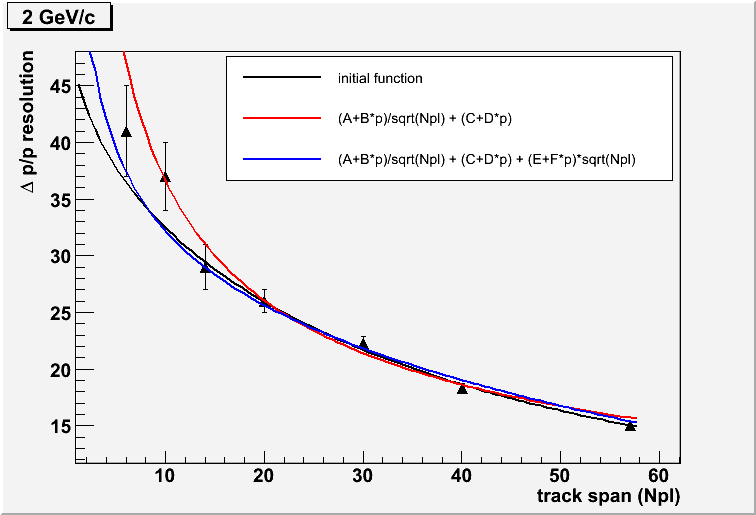 2 GeV/c
Δ p/p resolution
45
40
35
30
25
20
15
initial function
(A+B*p)/sqrt(Npl) + (C+D*p)
(A+B*p)/sqrt(Npl) + (C+D*p) + (E+F*p)*sqrt(Npl)
10 20 30 40 50 60
track span (Npl)